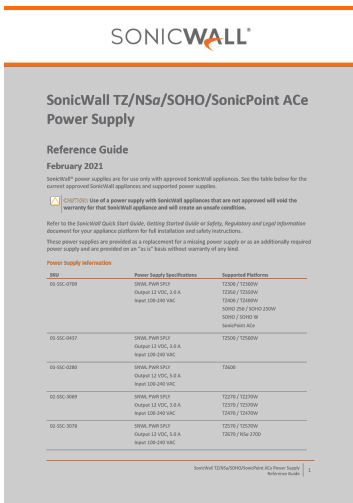 SONICWALL®
SonicWall TZ/NSa/SOHO/SonicPoint ACe
Power Supply
Reference Guide
February 2021
SonicWall® power supplies are for use only with approved SonicWall appliances. See the table below for the
current approved SonicWall appliances and supported power supplies.
CAUTION: Use of a power supply with SonicWall appliances that are not approved will void the
warranty for that SonicWall appliance and will create an unsafe condition.
Refer to the SonicWall Quick Start Guide, Getting Started Guide or Safety, Regulatory and Legal Information
document for your appliance platform for full installation and safety instructions.
These power supplies are provided as a replacement for a missing power supply or as an additionally required
power supply and are provided on an "as is" basis without warranty of any kind.
Power Supply Information
SKU Power Supply Specifications Supported Platforms
01-SSC-0709 SNWL PWR SPLY TZ300 / TZ300W
Output 12 VDC, 2.0 A TZ350 / TZ350W
Input 100-240 VAC TZ400 / TZ400W
SOHO 250 / SOHO 250W
SOHO / SOHO W
SonicPoint ACe
01-SSC-0437 SNWL PWR SPLY TZ500 / TZ500W
Output 12 VDC, 3.0 A
Input 100-240 VAC
01-SSC-0280 SNWL PWR SPLY TZ600
Output 12 VDC, 5.0 A
Input 100-240 VAC
02-SSC-3069 SNWL PWR SPLY TZ270 / TZ270W
Output 12 VDC, 3.0 A TZ370 / TZ370W
Input 100-240 VAC TZ470 / TZ470W
02-SSC-3078 SNWL PWR SPLY TZ570 / TZ570W
Output 12 VDC, 5.0 A TZ670 / NSa 2700
Input 100-240 VAC
SonicWall TZ/NSa/SOHO/SonicPoint ACe Power Supply
Reference Guide
1